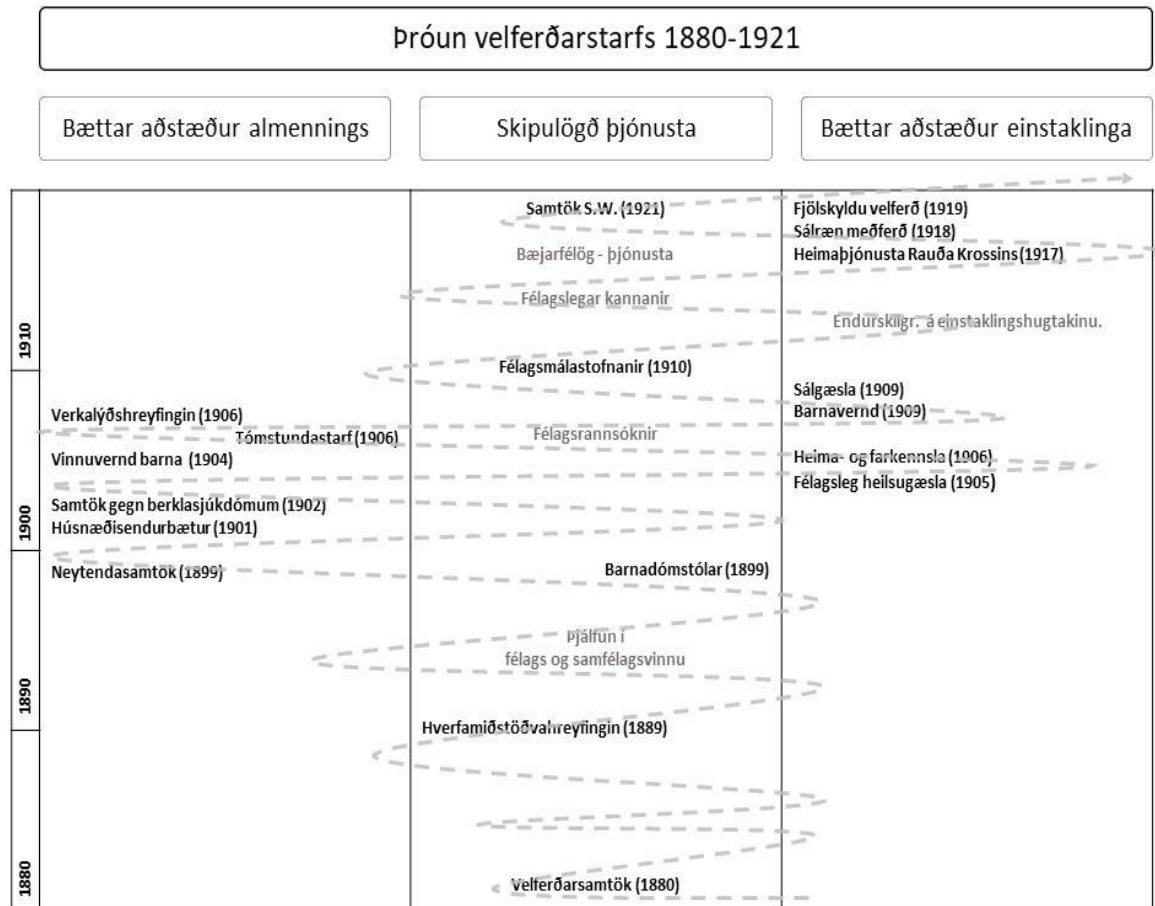 Þróun velferðarstarfs 1880-1921
Bættar aðstæður almennings
Skipulögð þjónusta
Bættar aðstæður einstaklinga
Samtök S.W. (1921)
Fjölskyldu velferð (1919)
Sálræn meðferð (1918)
Bæjarfélög - þjónusta
Heimaþjónusta Rauða Krossins (1917)
Félagslegar kannanir
Endurskilgr. á einstaklingshugtakinu.
1910
Félagsmálastofnanir (1910)
Sálgæsla (1909)
Verkalýðshreyfingin (1906)
Barnavernd (1909)
Tómstundastarf (1906)
Félagsrannsóknir
Vinnuvernd barna (1904)
Heima- og farkennsla (1906)
Félagsleg heilsugæsla (1905)
Samtök gegn berklasjúkdómum (1902)
1900
Húsnæðisendurbætur (1901)
Neytendasamtök (1899)
Barnadómstólar (1899)
Þjálfun í
félags og samfélagsvinnu
1890
Hverfamiðstöðvahreyfingin (1889)
1880
Velferðarsamtök (1880)